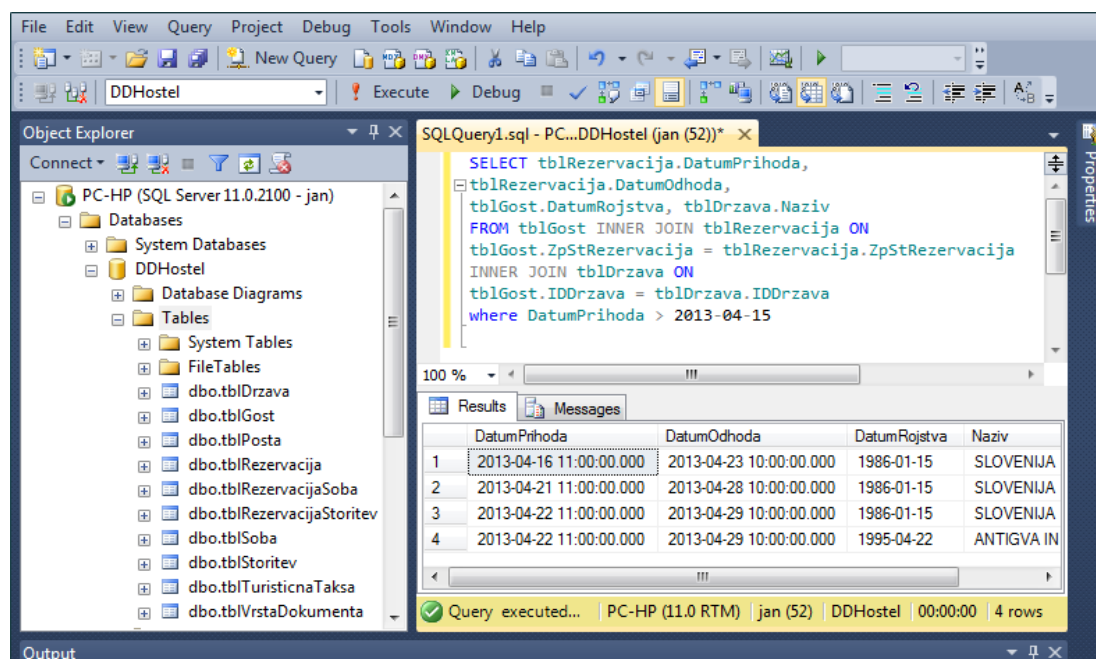 File Edit View Query Project Debug Tools Window Help
New Query
DDHostel Execute Debug
Object Explorer
Connect
PC-HP (SQL Server 11.0.2100 - jan)
Databases
System Databases
DDHostel
Database Diagrams
Tables
System Tables
FileTables
dbo.tblDrzava
dbo.tblGost
dbo.tblPosta
dbo.tblRezervacija
dbo.tblRezervacijaSoba
dbo.tblRezervacijaStoritev
dbo.tblSoba
dbo.tblStoritev
dbo.tblTuristicnaTaksa
dbo.tblVrstaDokumenta
SQLQuery1.sql - PC...DDHostel (jan (52))*
SELECT tblRezervacija.DatumPrihoda,
tblRezervacija.DatumOdhoda,
tblGost.DatumRojstva, tblDrzava.Naziv
FROM tblGost INNER JOIN tblRezervacija ON
tblGost.ZpStRezervacija = tblRezervacija.ZpStRezervacija
INNER JOIN tblDrzava ON
tblGost.IDDrzava = tblDrzava.IDDrzava
where DatumPrihoda > 2013-04-15
100 %
Results Messages
DatumPrihoda DatumOdhoda DatumRojstva Naziv
1 2013-04-16 11:00:00.000 2013-04-23 10:00:00.000 1986-01-15 SLOVENIJA
2 2013-04-21 11:00:00.000 2013-04-28 10:00:00.000 1986-01-15 SLOVENIJA
3 2013-04-22 11:00:00.000 2013-04-29 10:00:00.000 1986-01-15 SLOVENIJA
4 2013-04-22 11:00:00.000 2013-04-29 10:00:00.000 1995-04-22 ANTIGVA IN
Query executed... PC-HP (11.0 RTM) jan (52) DDHostel 00:00:00 4 rows
Properties
Output